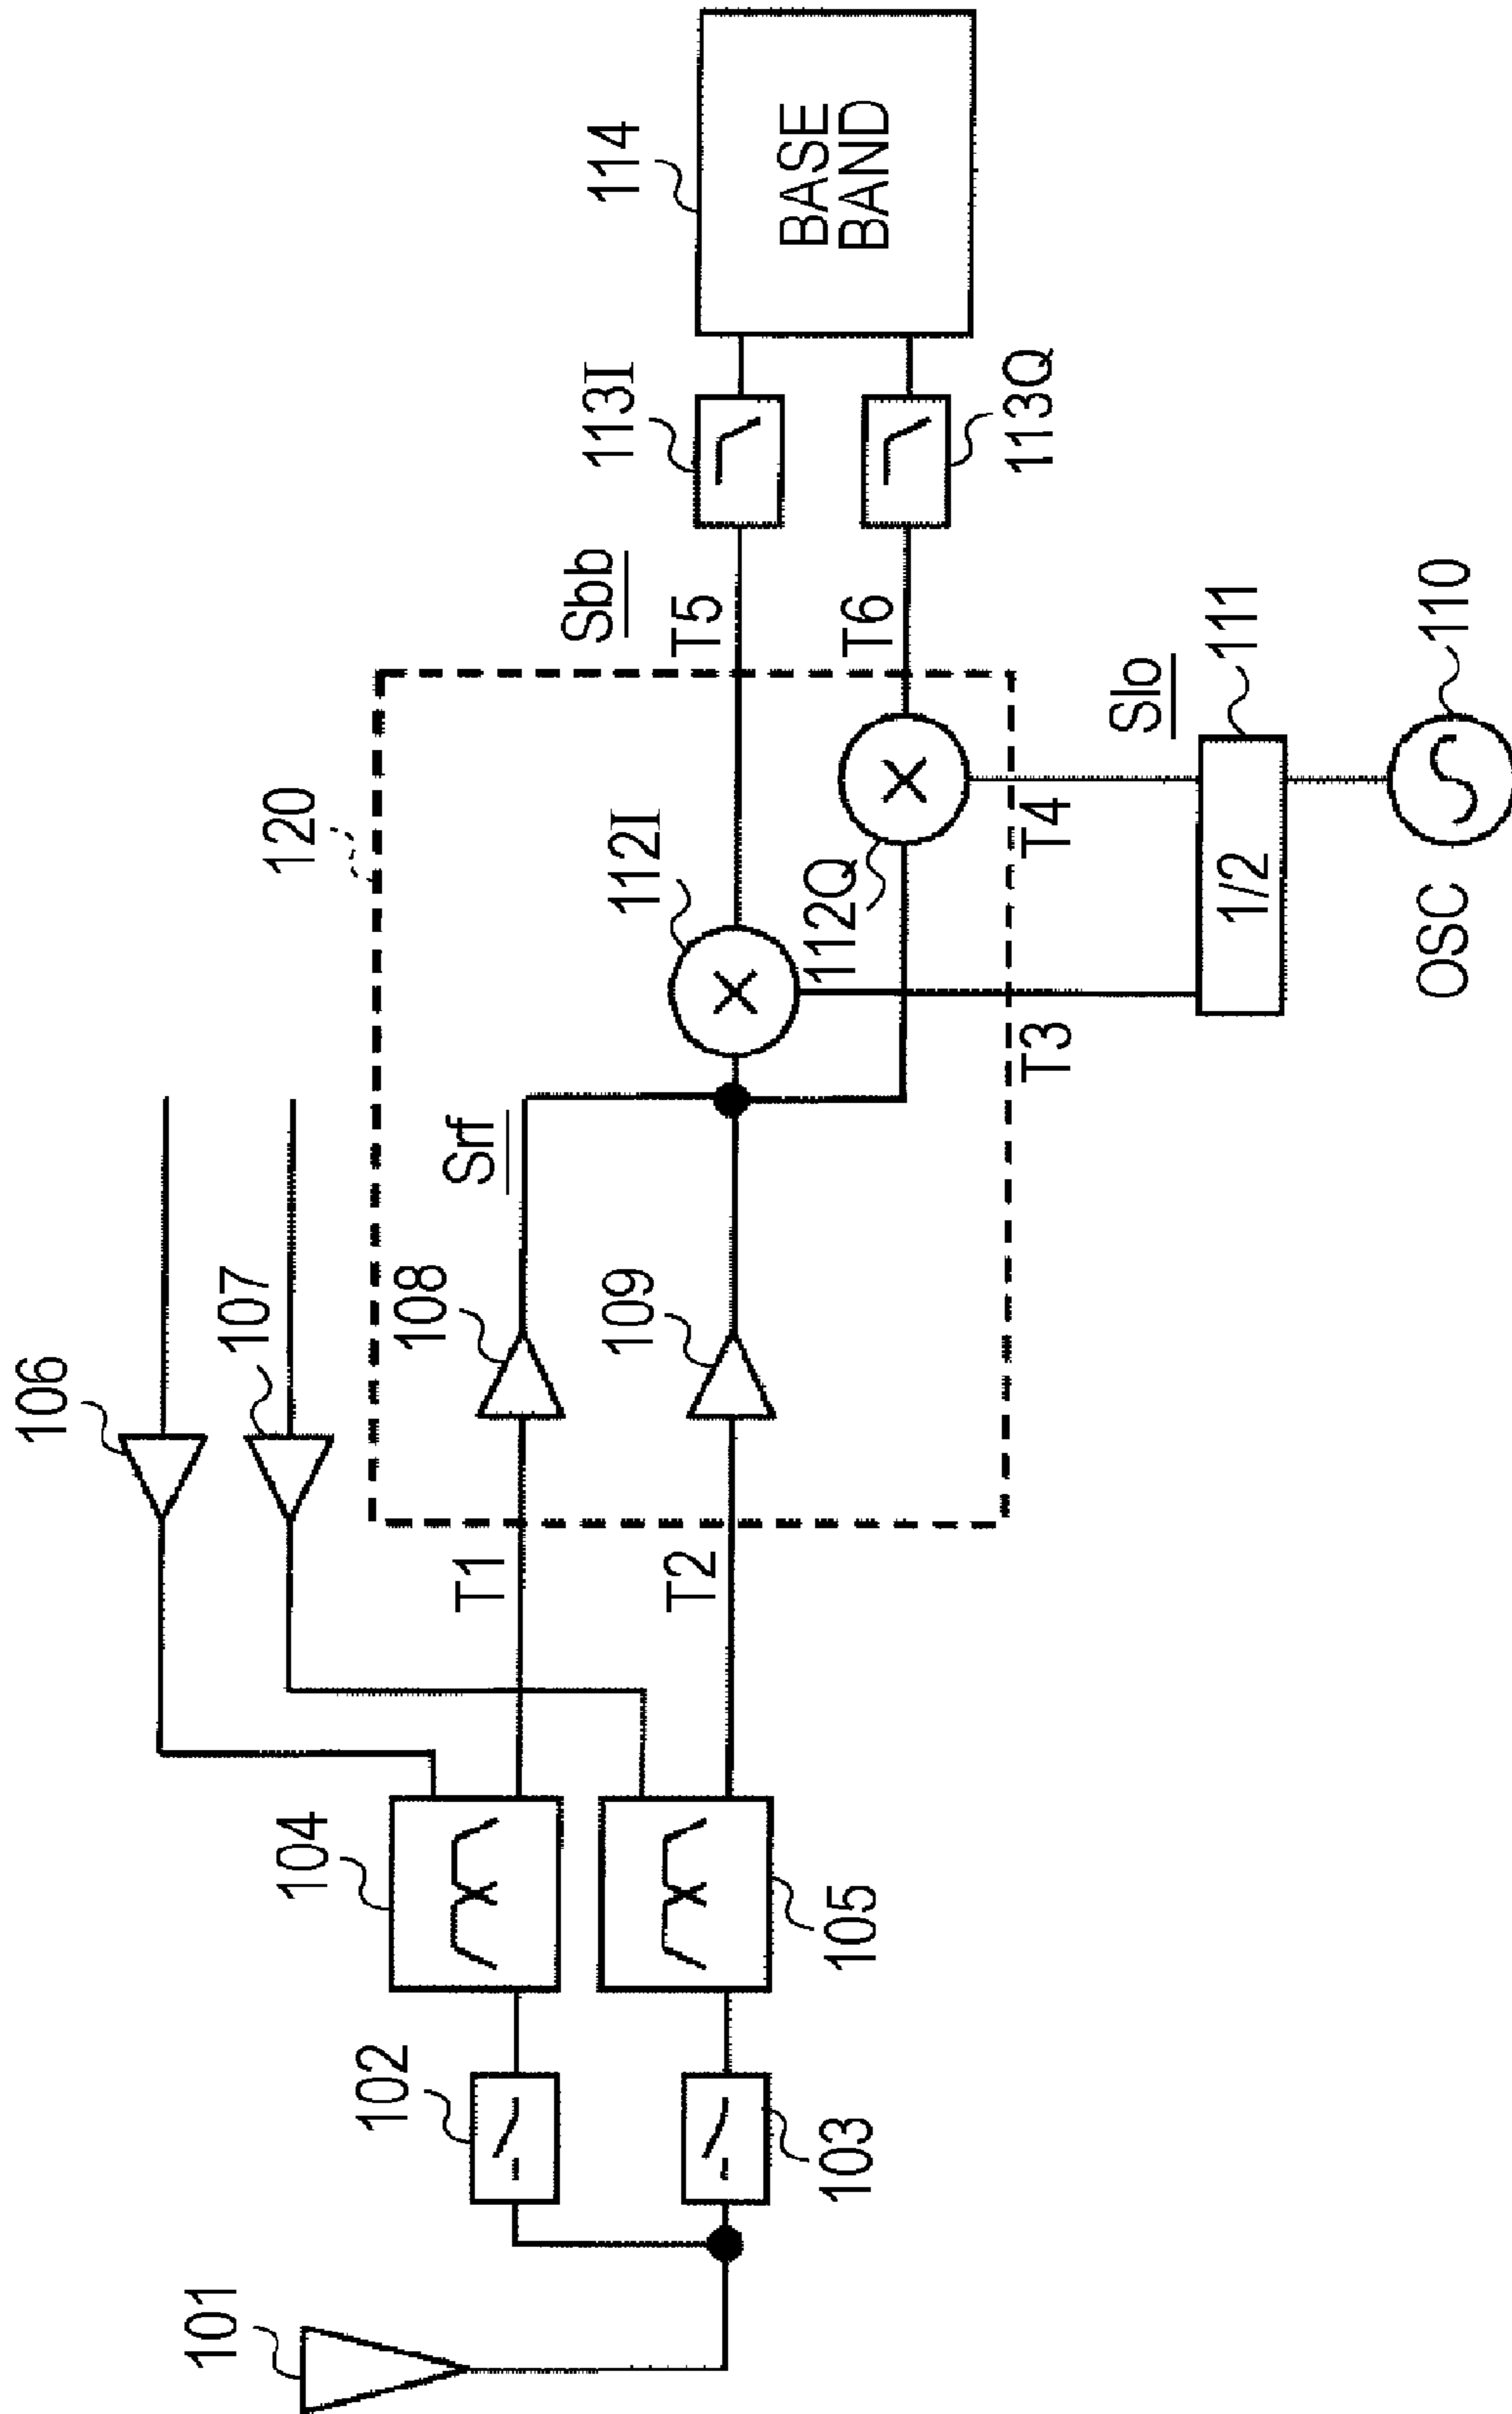 101
102
103
104
105
106
107
T1
T2
108
109
Srf
120
112I
112Q
T3
T4
Slo
1/2
111
OSC
110
Sbb
T5
T6
113I
113Q
114
BASE
BAND